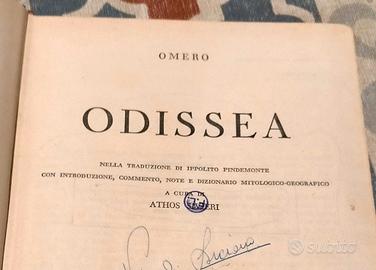 OMERO
ODISSEA
NELLA TRADUZIONE DI IPPOLITO PINDEMONTE
CON INTRODUZIONE, COMMENTO, NOTE E DIZIONARIO MITOLOGICO-GEOGRAFICO
A CURA DI
ATHOS
subito